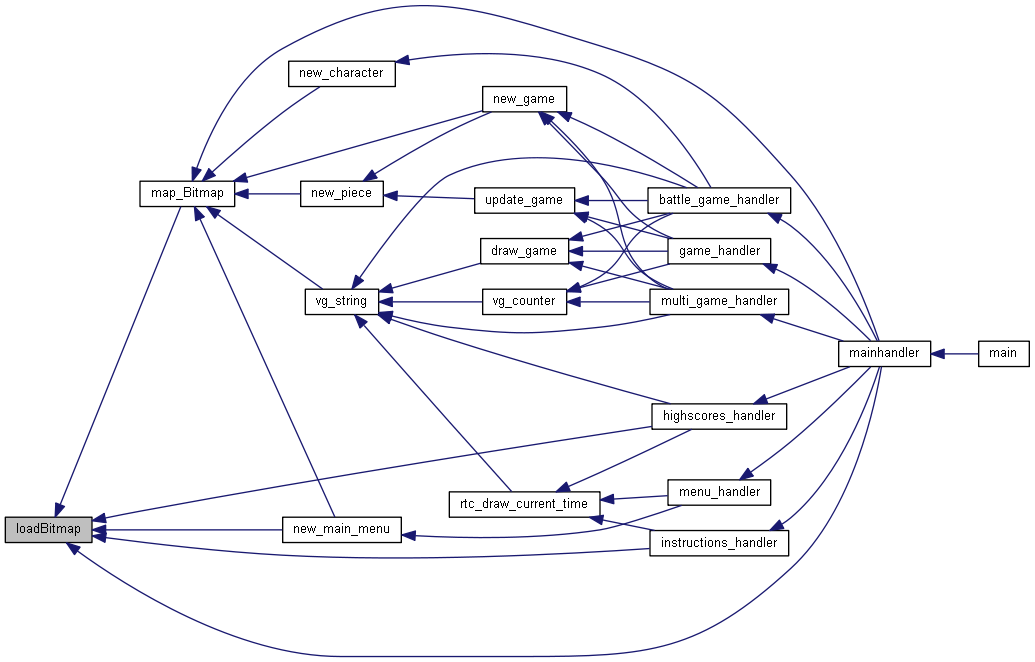 new_character
new_game
map_Bitmap
new_piece
update_game
battle_game_handler
draw_game
game_handler
vg_string
vg_counter
multi_game_handler
mainhandler
main
highscores_handler
menu_handler
rtc_draw_current_time
loadBitmap
new_main_menu
instructions_handler